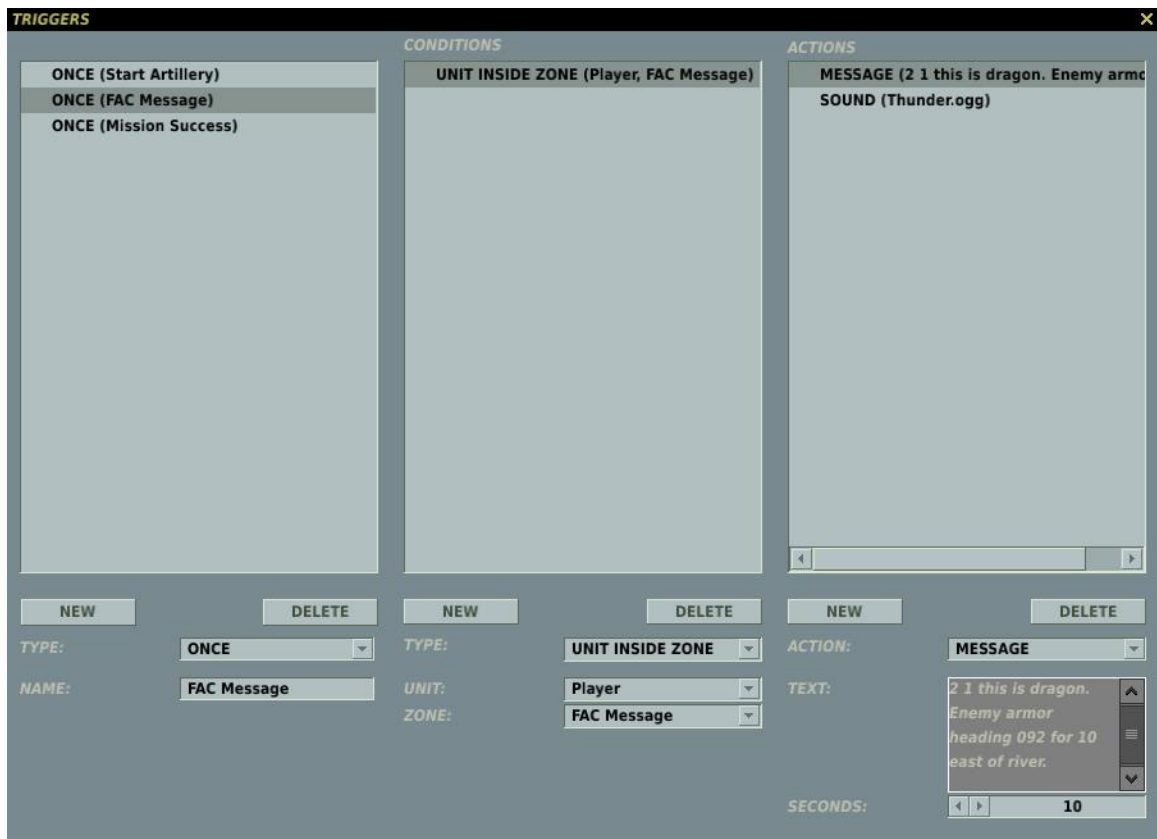 TRIGGERS
CONDITIONS
ACTIONS
ONCE (Start Artillery)
ONCE (FAC Message)
ONCE (Mission Success)
UNIT INSIDE ZONE (Player, FAC Message)
MESSAGE (2 1 this is dragon. Enemy armo
SOUND (Thunder.ogg)
NEW DELETE
NEW DELETE
NEW DELETE
TYPE: ONCE
NAME: FAC Message
TYPE: UNIT INSIDE ZONE
UNIT: Player
ZONE: FAC Message
ACTION: MESSAGE
TEXT:
2 1 this is dragon.
Enemy armor
heading 092 for 10
east of river.
SECONDS: 10